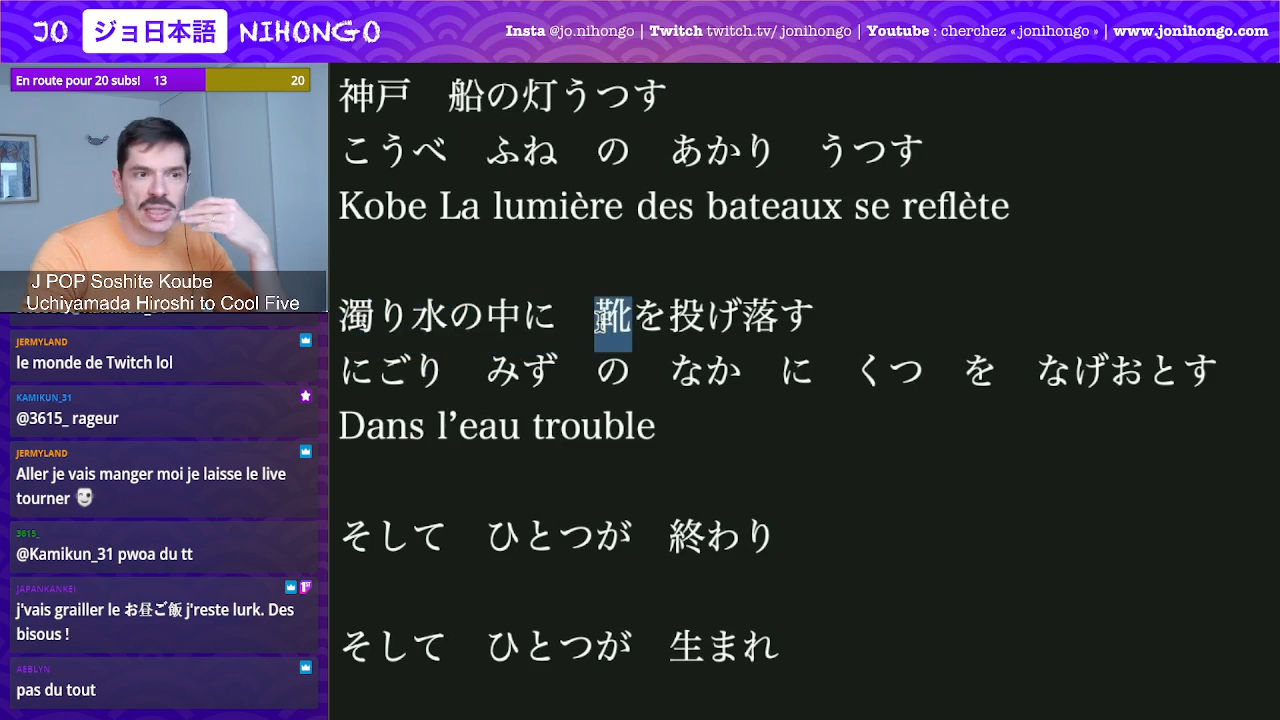 JO ジョ日本語 NIHONGO
Insta @jo.nihongo | Twitch twitch.tv/ jonihongo | Youtube : cherchez « jonihongo » | www.jonihongo.com
En route pour 20 subs! 13 20
J POP Soshite Koube
Uchiyamada Hiroshi to Cool Five
JERMYLAND
le monde de Twitch lol
KAMIKUN_31
@3615_ rageur
JERMYLAND
Aller je vais manger moi je laisse le live
tourner
3615_
@Kamikun_31 pwoa du tt
JAPANKANKEI
j'vais grailler le お昼ご飯 j'reste lurk. Des
bisous !
AEBLYN
pas du tout
神戸 船の灯うつす
こうべ ふね の あかり うつす
Kobe La lumière des bateaux se reflète
濁り水の中に 靴を投げ落す
にごり みず の なか に くつ を なげおとす
Dans l'eau trouble
そして ひとつが 終わり
そして ひとつが 生まれ